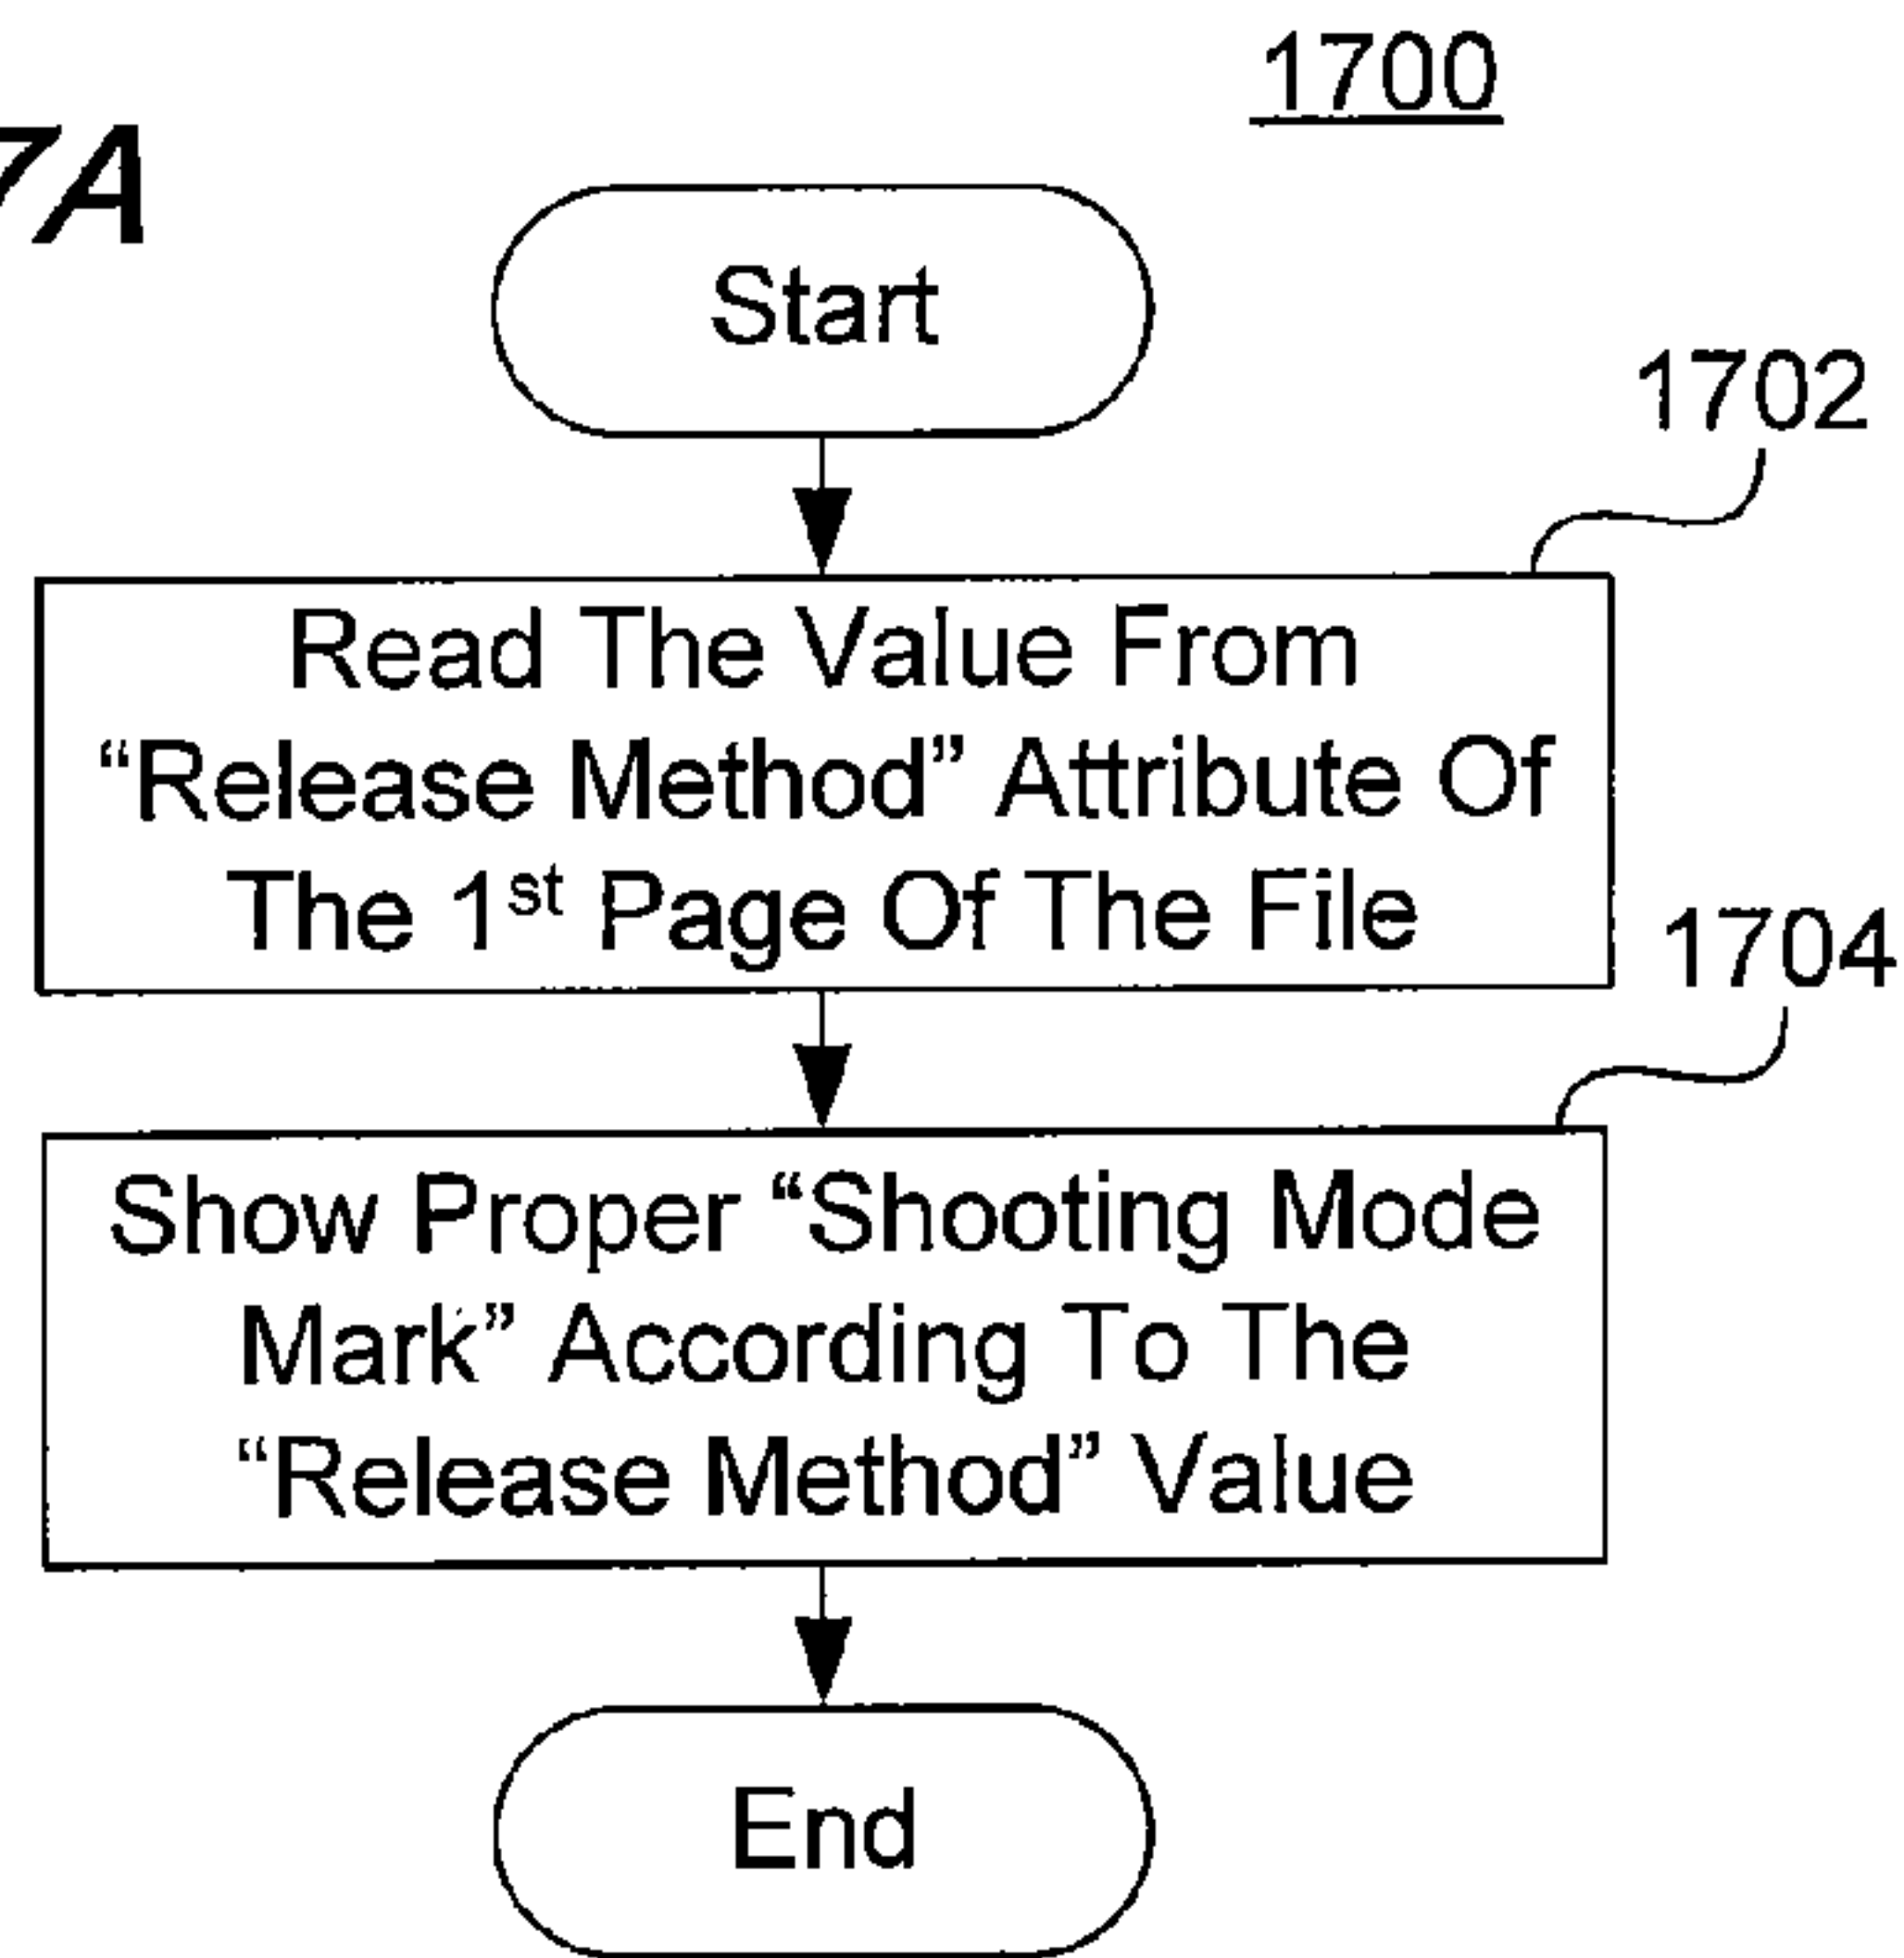 1700
7A
Start
1702
Read The Value From
“Release Method” Attribute Of
The 1st Page Of The File
1704
Show Proper “Shooting Mode
Mark” According To The
“Release Method” Value
End